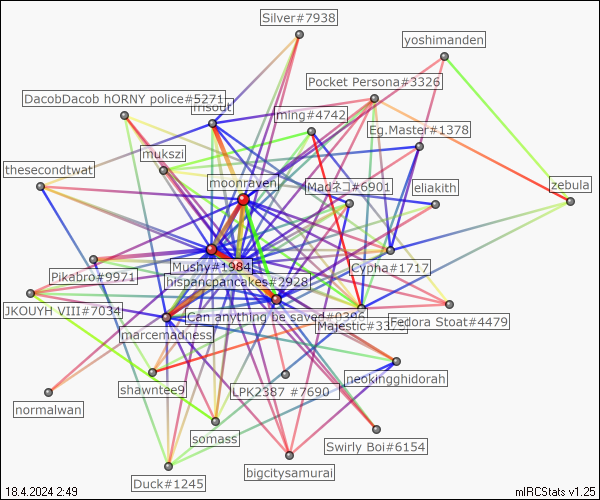 Silver#7938
yoshimanden
Pocket Persona#3326
DacobDacob hORNY police#5271
ming#4742
Eg.Master#1378
mukszi
thesecondtwat
moonraven
Madネコ#6901
eliakith
zebula
Mushy#1984
Cypha#1717
Pikabro#9971
hispancpancakes#2928
JKOUYH VIII#7034
Can anything be saved#0396
Majestic#3373
Fedora Stoat#4479
marcemadness
neokingghidorah
shawntee9
LPK2387 #7690
normalwan
somass
Swirly Boi#6154
bigcitysamurai
Duck#1245
18.4.2024 2:49
mIRCStats v1.25